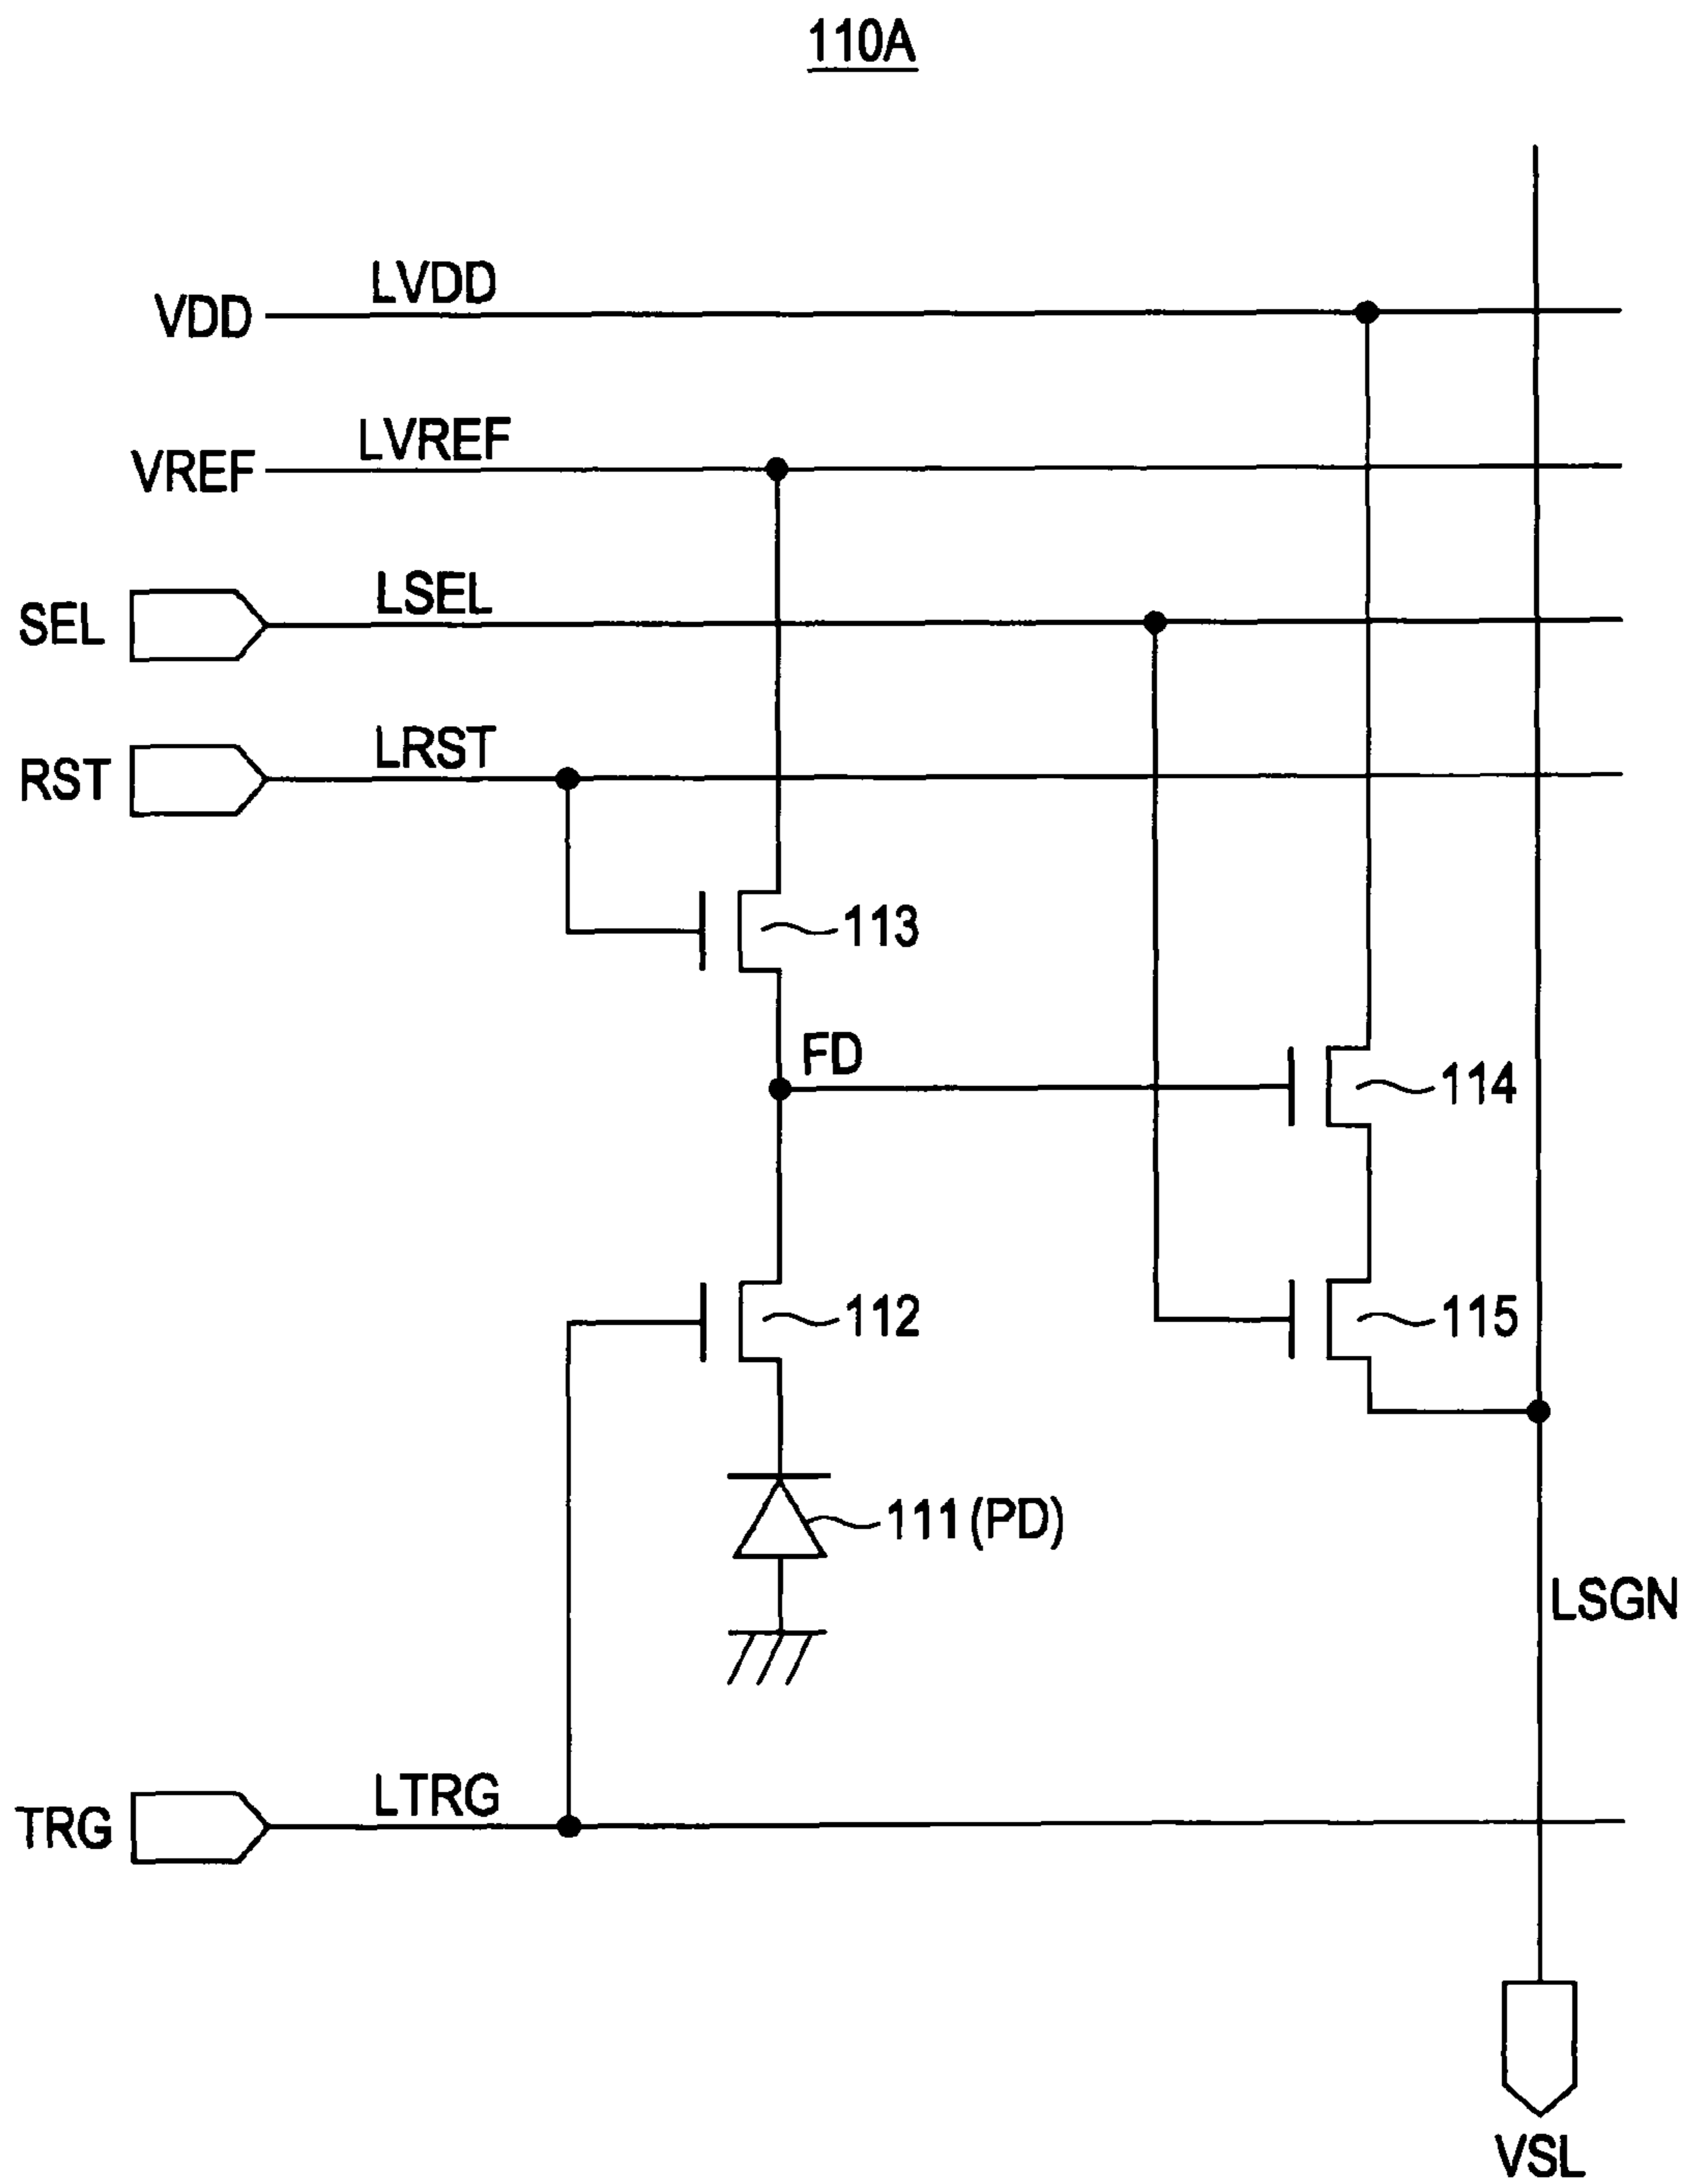 110A
LVDD
VDD
LVREF
VREF
LSEL
SEL
LRST
RST
113
FD
114
112
115
111(PD)
LSGN
LTRG
TRG
VSL